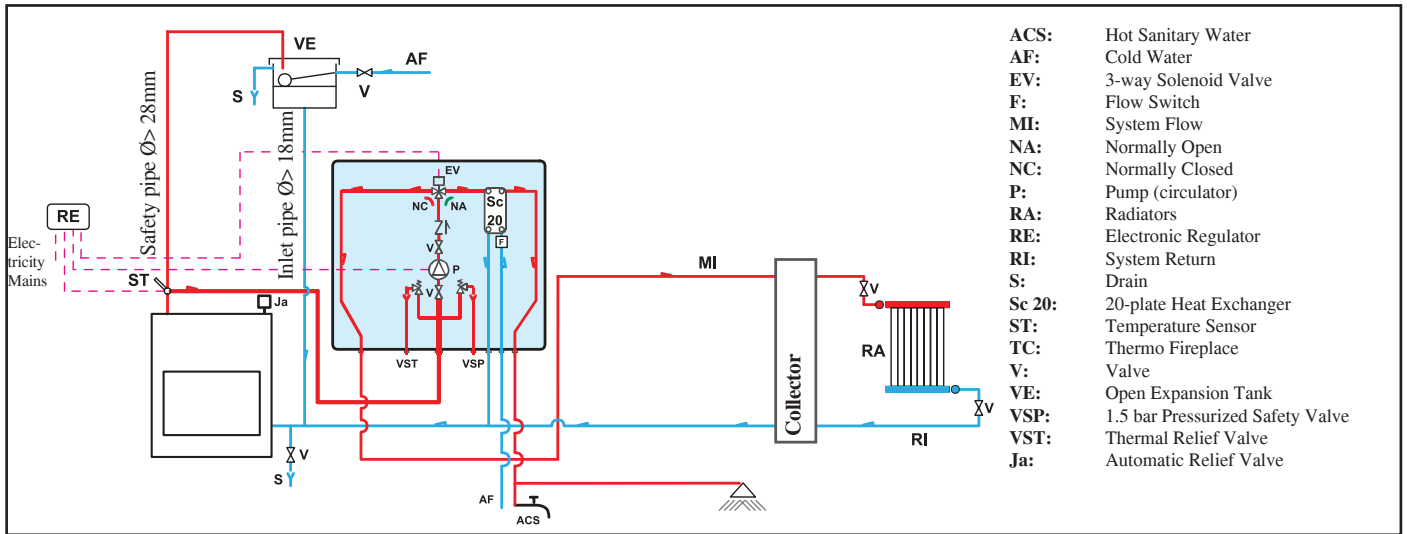 VE
AF
S
V
Safety pipe Ø> 28mm
Inlet pipe Ø> 18mm
EV
NC
NA
Sc
20
F
V
P
V
RE
Elec-
tricity
Mains
ST
Ja
VST
VSP
MI
V
RA
Collector
V
RI
V
S
AF
ACS
ACS: Hot Sanitary Water
AF: Cold Water
EV: 3-way Solenoid Valve
F: Flow Switch
MI: System Flow
NA: Normally Open
NC: Normally Closed
P: Pump (circulator)
RA: Radiators
RE: Electronic Regulator
RI: System Return
S: Drain
Sc 20: 20-plate Heat Exchanger
ST: Temperature Sensor
TC: Thermo Fireplace
V: Valve
VE: Open Expansion Tank
VSP: 1.5 bar Pressurized Safety Valve
VST: Thermal Relief Valve
Ja: Automatic Relief Valve